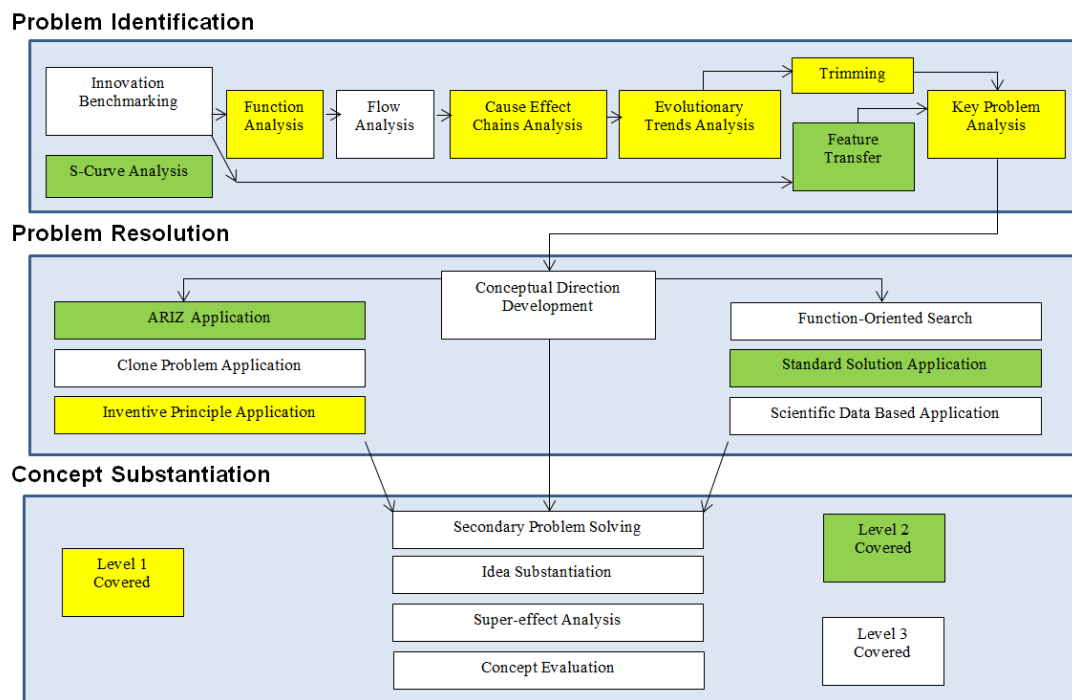 Problem Identification
Innovation
Benchmarking
Function
Analysis
Flow
Analysis
Cause Effect
Chains Analysis
Evolutionary
Trends Analysis
Trimming
Feature
Transfer
Key Problem
Analysis
S-Curve Analysis
Problem Resolution
Conceptual Direction
Development
ARIZ Application
Clone Problem Application
Inventive Principle Application
Function-Oriented Search
Standard Solution Application
Scientific Data Based Application
Concept Substantiation
Secondary Problem Solving
Idea Substantiation
Super-effect Analysis
Concept Evaluation
Level 1
Covered
Level 2
Covered
Level 3
Covered